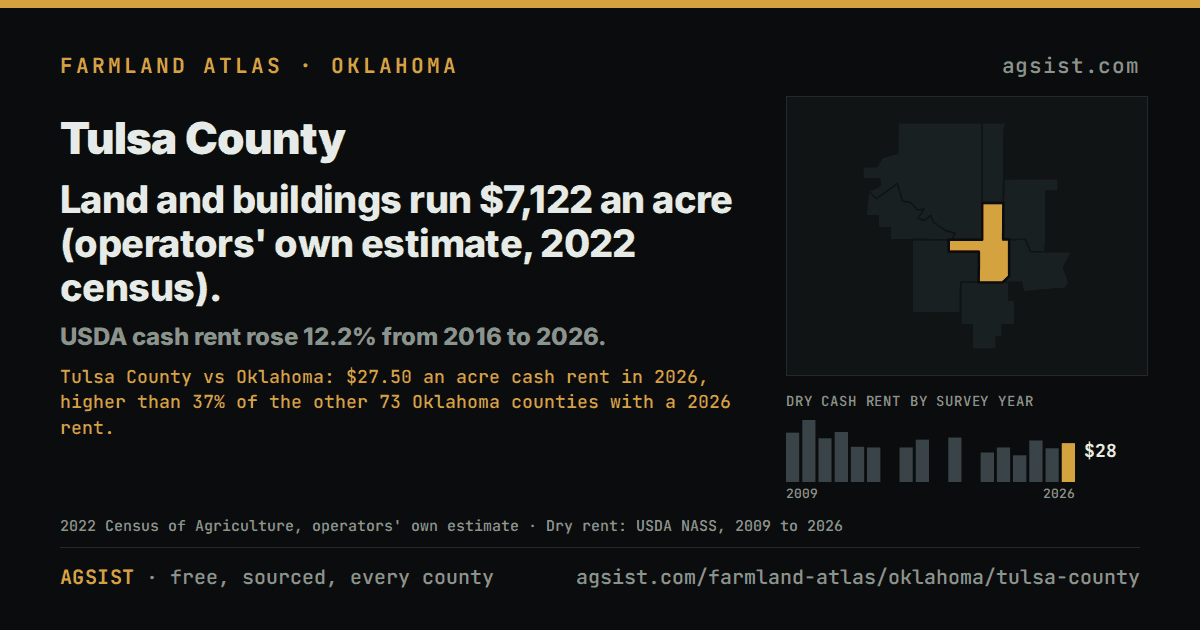 FARMLAND ATLAS · OKLAHOMA
agsist.com
Tulsa County
Land and buildings run $7,122 an acre
(operators' own estimate, 2022
census).
USDA cash rent rose 12.2% from 2016 to 2026.
Tulsa County vs Oklahoma: $27.50 an acre cash rent in 2026,
higher than 37% of the other 73 Oklahoma counties with a 2026
rent.
DRY CASH RENT BY SURVEY YEAR
$28
2009
2026
2022 Census of Agriculture, operators' own estimate · Dry rent: USDA NASS, 2009 to 2026
AGSIST · free, sourced, every county
agsist.com/farmland-atlas/oklahoma/tulsa-county